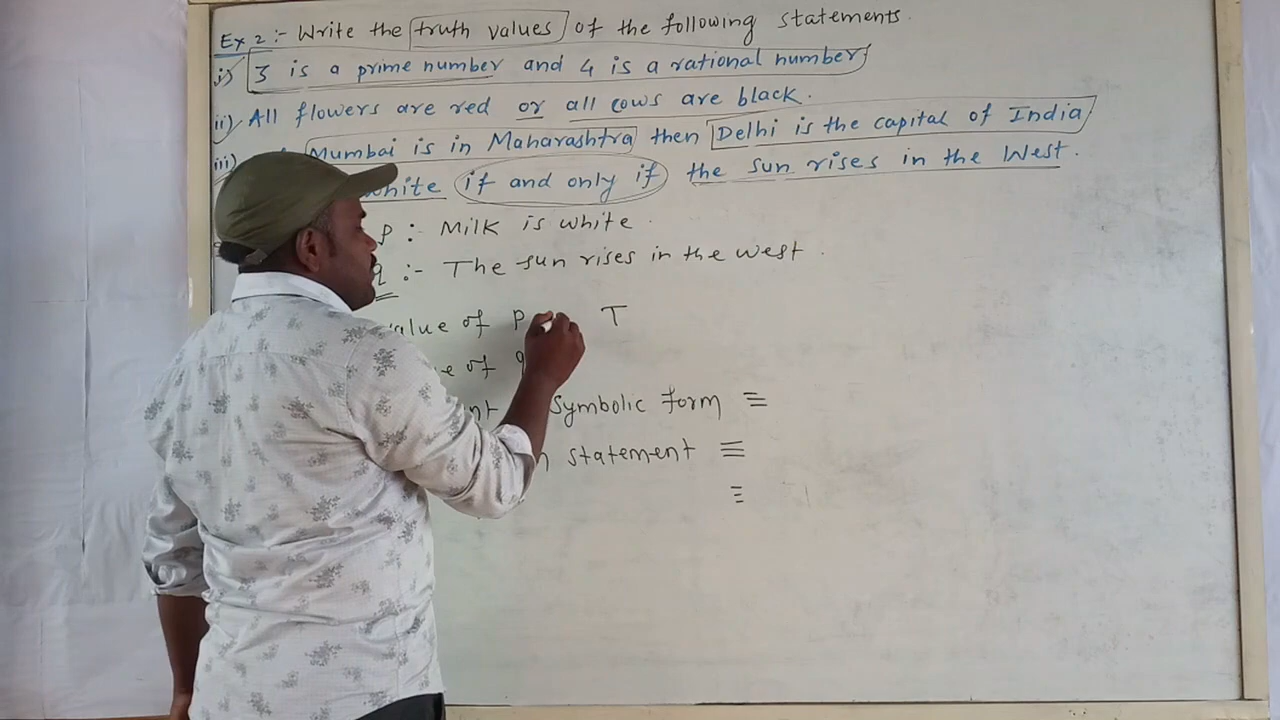 Ex 2 :- Write the truth values of the following statements.
i) 3 is a prime number and 4 is a rational number
ii) All flowers are red or all cows are black.
iii) Mumbai is in Maharashtra then Delhi is the capital of India
white if and only if the sun rises in the West.
p :- Milk is white.
q :- The sun rises in the west.
value of p T
of q
symbolic form ≡
statement ≡
≡